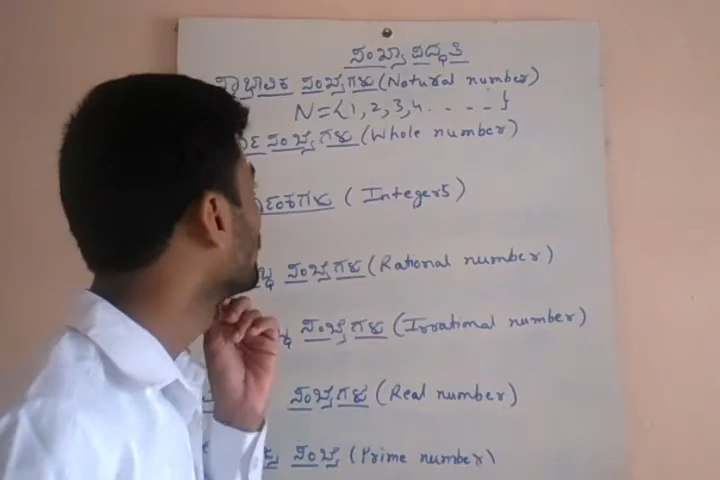 ಸಂಖ್ಯಾ ಪದ್ಧತಿ
ಸ್ವಾಭಾವಿಕ ಸಂಖ್ಯೆಗಳು (Natural number)
N={1,2,3,4.....}
ಸಂಖ್ಯೆಗಳು (Whole number)
(Integers)
ಸಂಖ್ಯೆಗಳು (Rational number)
ಸಂಖ್ಯೆಗಳು (Irrational number)
ಸಂಖ್ಯೆಗಳು (Real number)
ಸಂಖ್ಯೆ (Prime number)